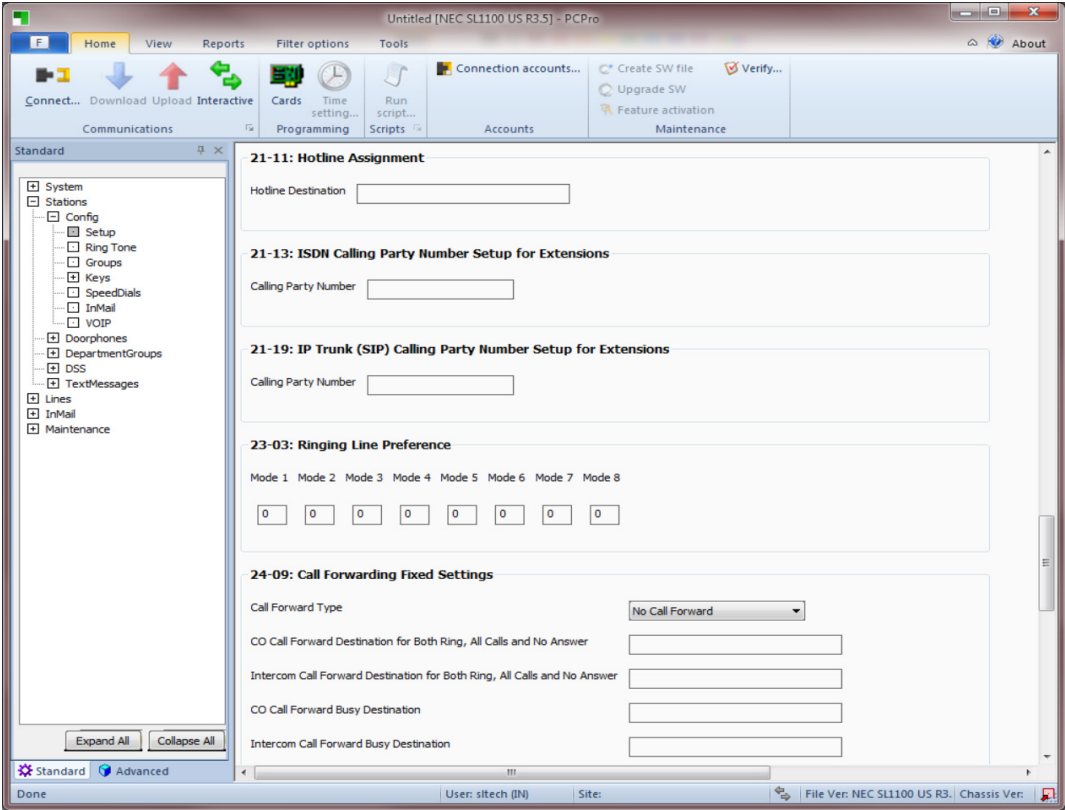 Untitled [NEC SL1100 US R3.5] - PCPro
F Home View Reports Filter options Tools About
Connect... Download Upload Interactive
Communications
Cards Time setting...
Programming
Run script...
Scripts
Connection accounts...
Accounts
Create SW file Verify...
Upgrade SW
Feature activation
Maintenance
Standard
System
Stations
Config
Setup
Ring Tone
Groups
Keys
SpeedDials
InMail
VOIP
Doorphones
DepartmentGroups
DSS
TextMessages
Lines
InMail
Maintenance
Expand All Collapse All
Standard Advanced
21-11: Hotline Assignment
Hotline Destination
21-13: ISDN Calling Party Number Setup for Extensions
Calling Party Number
21-19: IP Trunk (SIP) Calling Party Number Setup for Extensions
Calling Party Number
23-03: Ringing Line Preference
Mode 1 Mode 2 Mode 3 Mode 4 Mode 5 Mode 6 Mode 7 Mode 8
0 0 0 0 0 0 0 0
24-09: Call Forwarding Fixed Settings
Call Forward Type No Call Forward
CO Call Forward Destination for Both Ring, All Calls and No Answer
Intercom Call Forward Destination for Both Ring, All Calls and No Answer
CO Call Forward Busy Destination
Intercom Call Forward Busy Destination
Done User: sltech (IN) Site: File Ver: NEC SL1100 US R3. Chassis Ver: